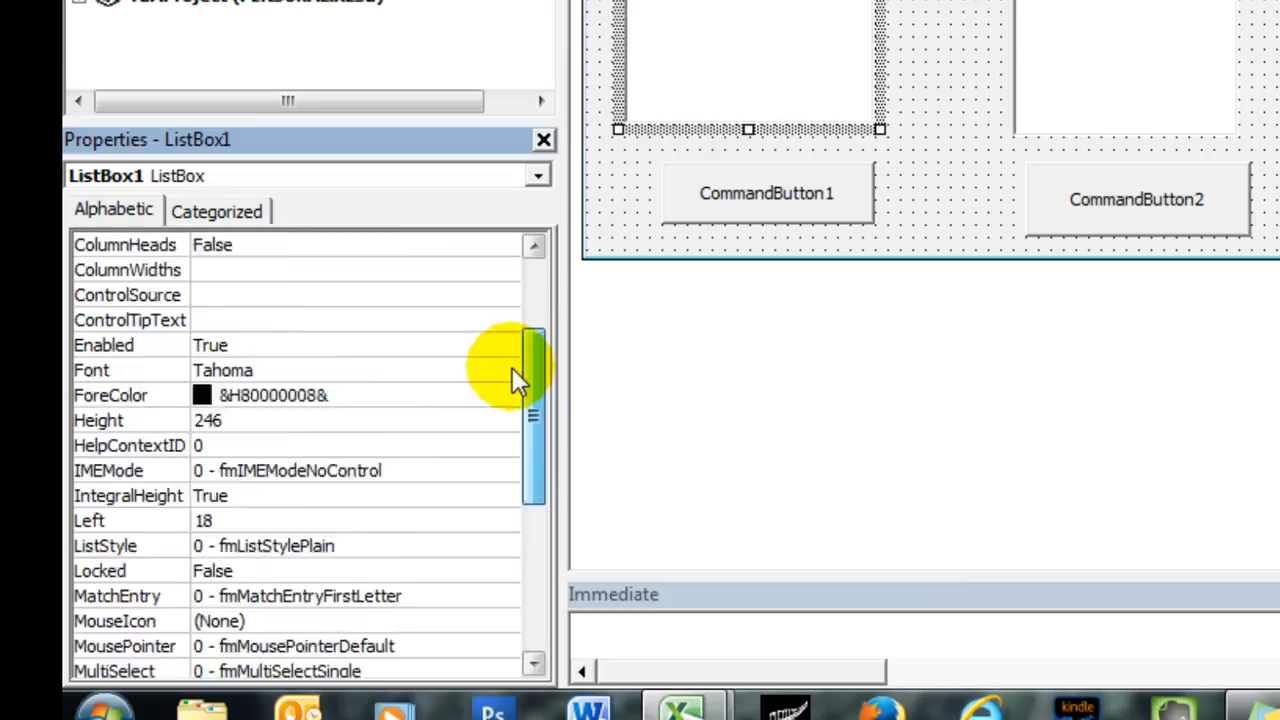 Properties - ListBox1
ListBox1 ListBox
Alphabetic Categorized
ColumnHeads False
ColumnWidths
ControlSource
ControlTipText
Enabled True
Font Tahoma
ForeColor &H80000008&
Height 246
HelpContextID 0
IMEMode 0 - fmIMEModeNoControl
IntegralHeight True
Left 18
ListStyle 0 - fmListStylePlain
Locked False
MatchEntry 0 - fmMatchEntryFirstLetter
MouseIcon (None)
MousePointer 0 - fmMousePointerDefault
MultiSelect 0 - fmMultiSelectSingle
CommandButton1
CommandButton2
Immediate
Ps
W
kindle